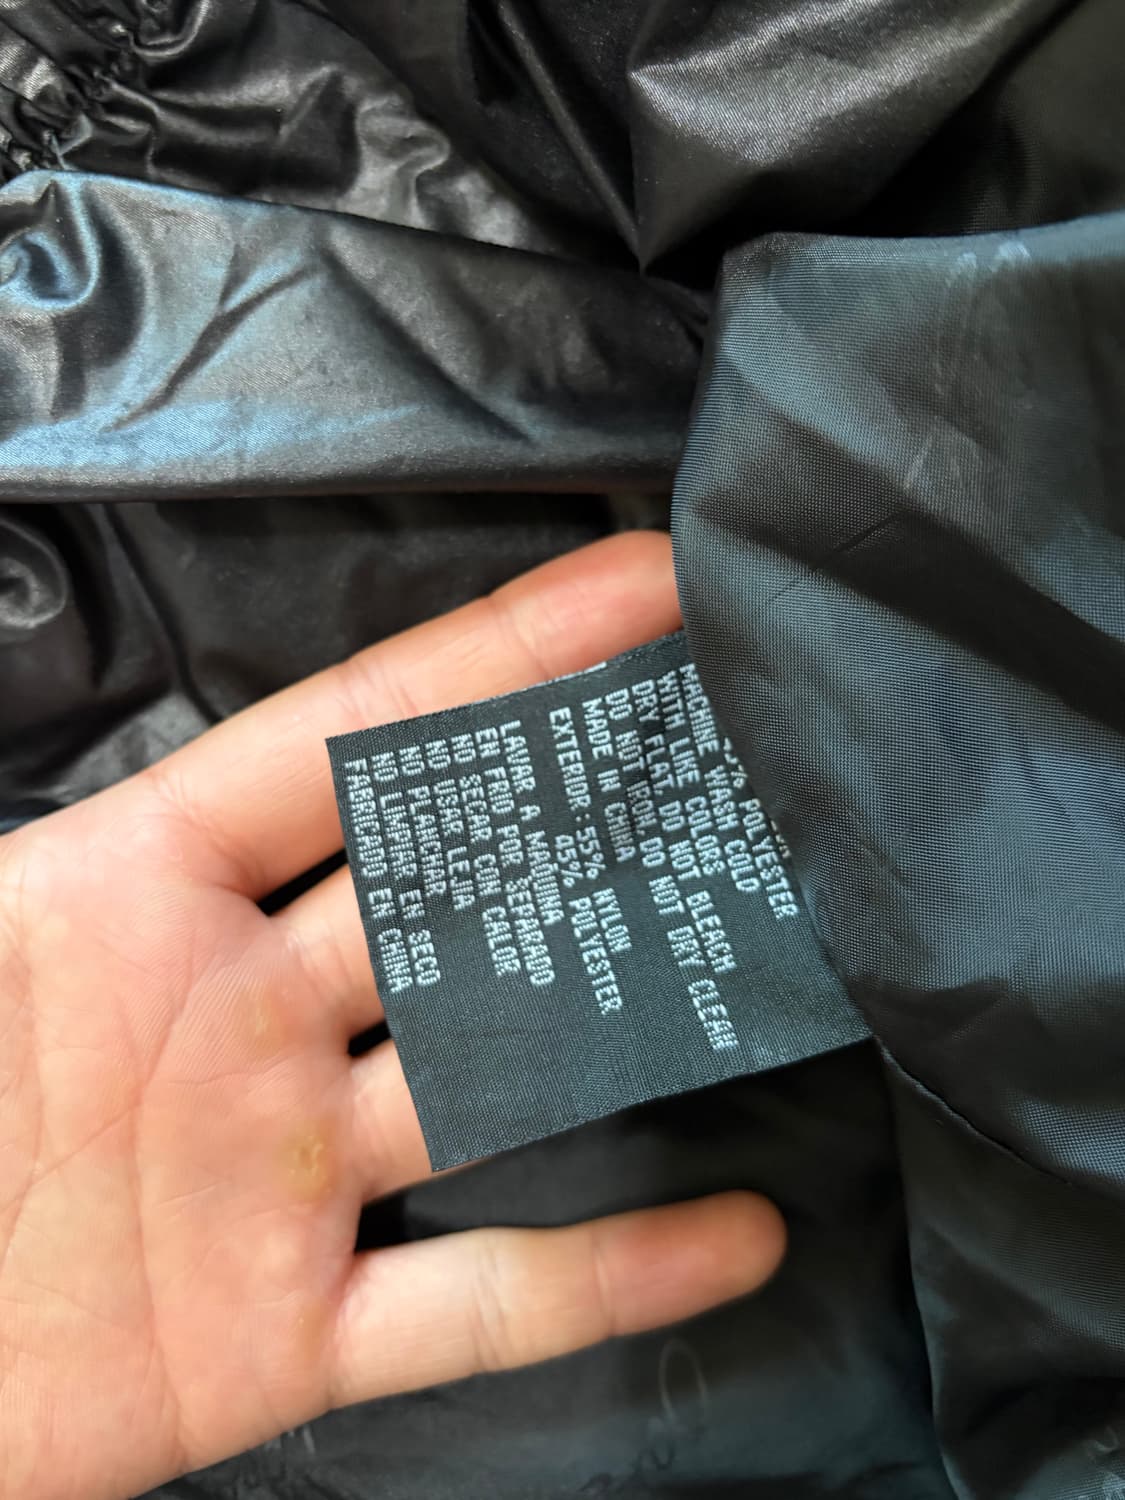 45% POLYESTER
MACHINE WASH COLD
WITH LIKE COLORS
DRY FLAT. DO NOT BLEACH
DO NOT IRON. DO NOT DRY CLEAN
MADE IN CHINA
EXTERIOR: 55% NYLON
45% POLYESTER
LAVAR A MAQUINA
EN FRIO POR SEPARADO
NO SECAR CON CALOR
NO USAR LEJIA
NO PLANCHAR
NO LIMPIAR EN SECO
FABRICADO EN CHINA